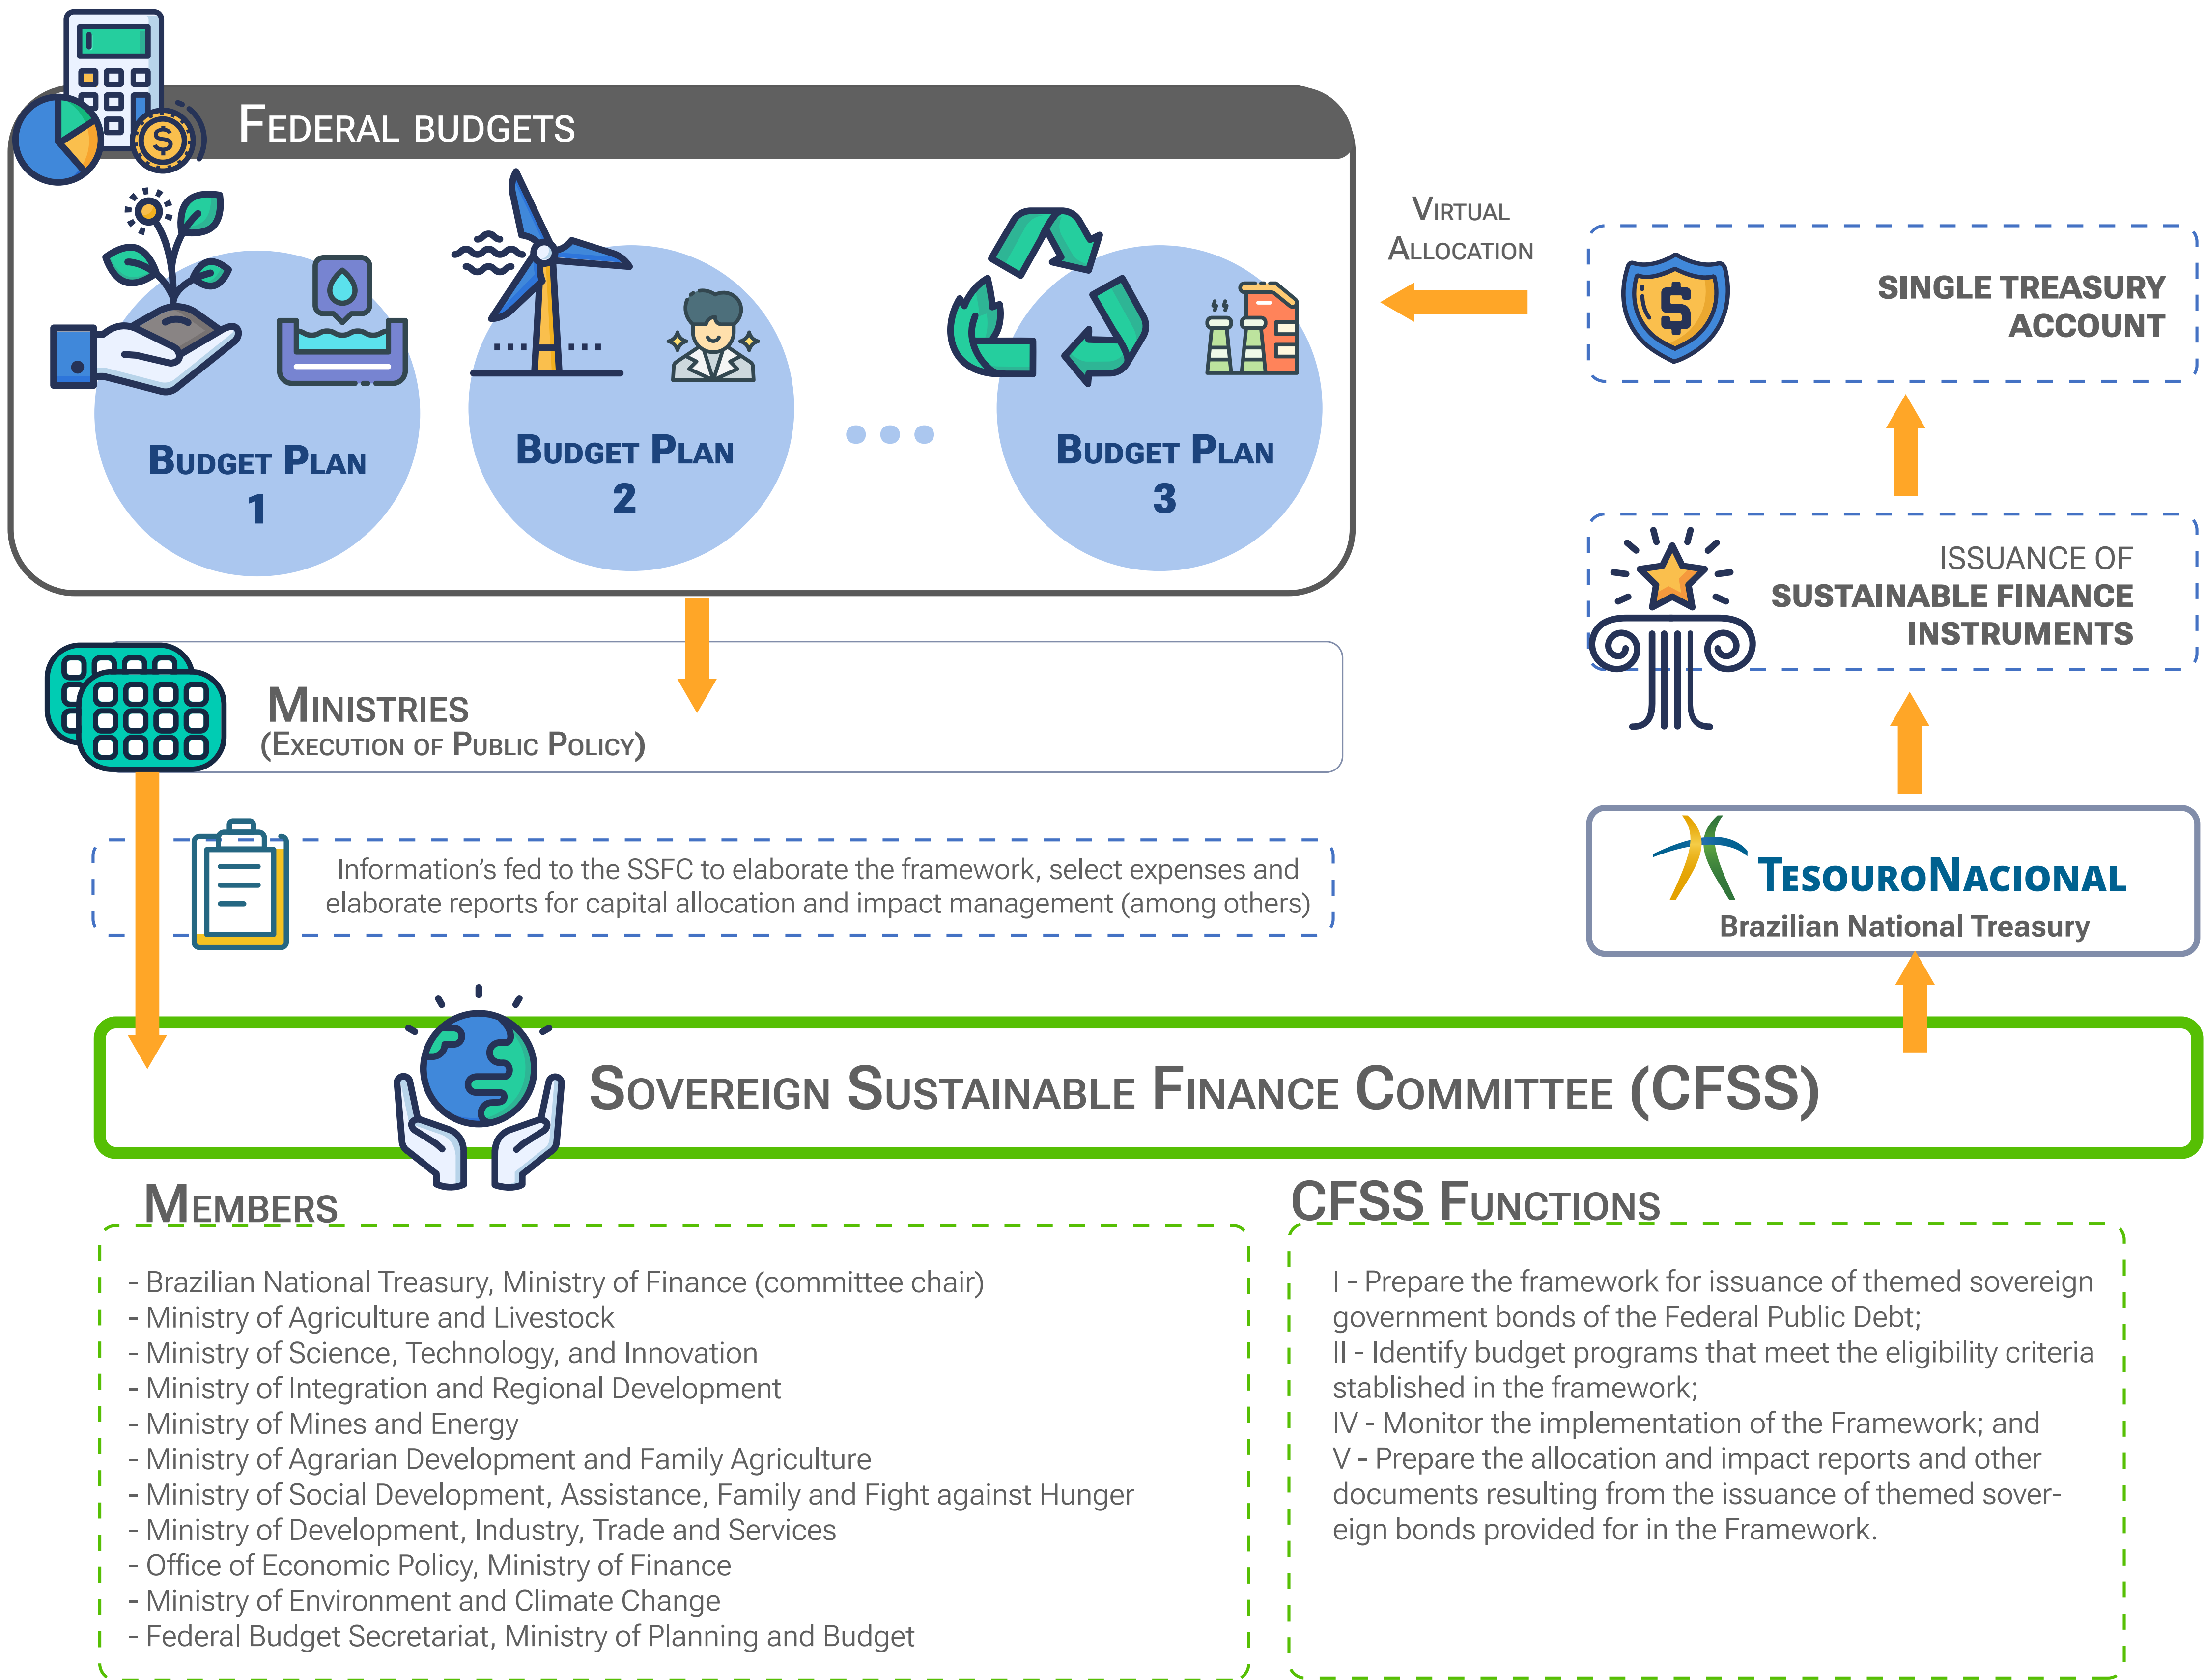 FEDERAL BUDGETS
BUDGET PLAN
1
BUDGET PLAN
2
BUDGET PLAN
3
VIRTUAL
ALLOCATION
SINGLE TREASURY
ACCOUNT
ISSUANCE OF
SUSTAINABLE FINANCE
INSTRUMENTS
MINISTRIES
(EXECUTION OF PUBLIC POLICY)
Information's fed to the SSFC to elaborate the framework, select expenses and
elaborate reports for capital allocation and impact management (among others)
TESOURONACIONAL
Brazilian National Treasury
SOVEREIGN SUSTAINABLE FINANCE COMMITTEE (CFSS)
MEMBERS
- Brazilian National Treasury, Ministry of Finance (committee chair)
- Ministry of Agriculture and Livestock
- Ministry of Science, Technology, and Innovation
- Ministry of Integration and Regional Development
- Ministry of Mines and Energy
- Ministry of Agrarian Development and Family Agriculture
- Ministry of Social Development, Assistance, Family and Fight against Hunger
- Ministry of Development, Industry, Trade and Services
- Office of Economic Policy, Ministry of Finance
- Ministry of Environment and Climate Change
- Federal Budget Secretariat, Ministry of Planning and Budget
CFSS FUNCTIONS
I - Prepare the framework for issuance of themed sovereign
government bonds of the Federal Public Debt;
II - Identify budget programs that meet the eligibility criteria
stablished in the framework;
IV - Monitor the implementation of the Framework; and
V - Prepare the allocation and impact reports and other
documents resulting from the issuance of themed sover-
eign bonds provided for in the Framework.